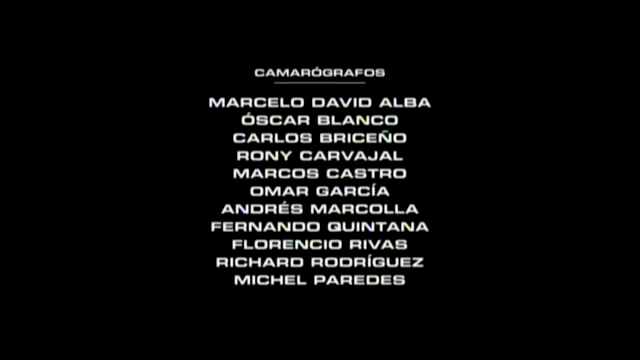 CAMARÓGRAFOS
MARCELO DAVID ALBA
ÓSCAR BLANCO
CARLOS BRICEÑO
RONY CARVAJAL
MARCOS CASTRO
OMAR GARCÍA
ANDRÉS MARCOLLA
FERNANDO QUINTANA
FLORENCIO RIVAS
RICHARD RODRÍGUEZ
MICHEL PAREDES